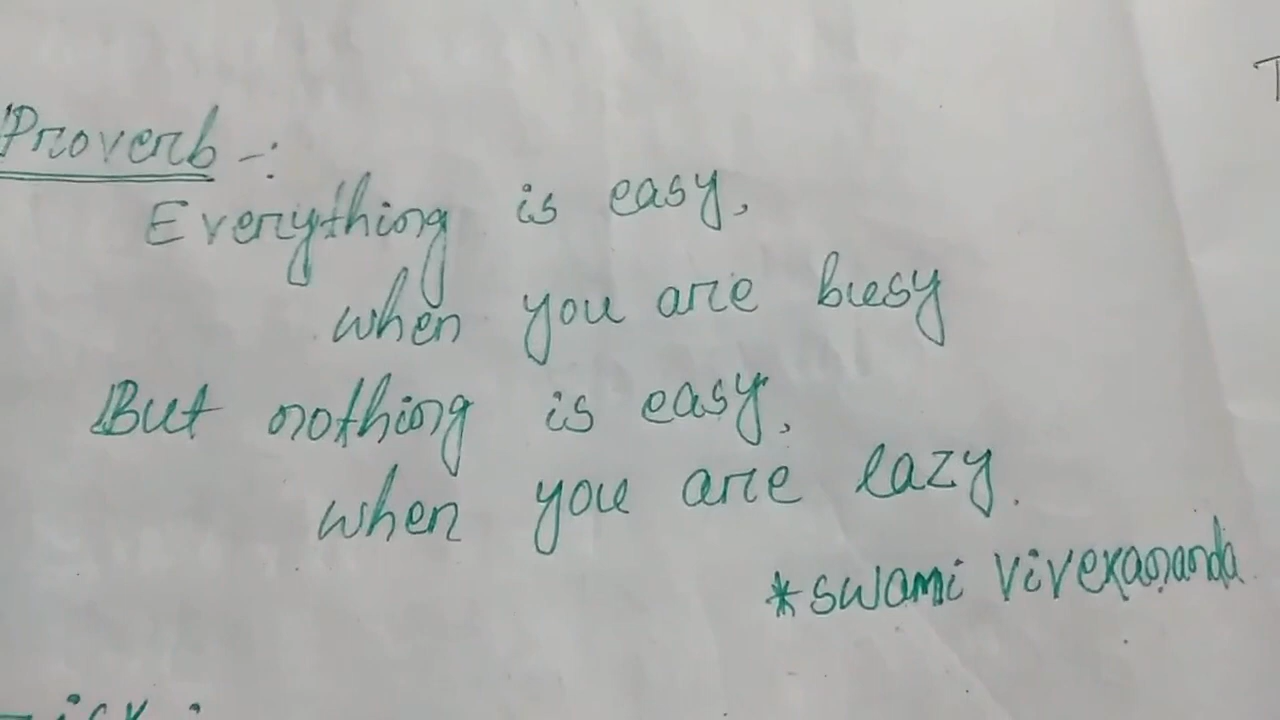 Proverb -:
Everything is easy,
when you are busy
But nothing is easy,
when you are lazy.
*swami vivekananda